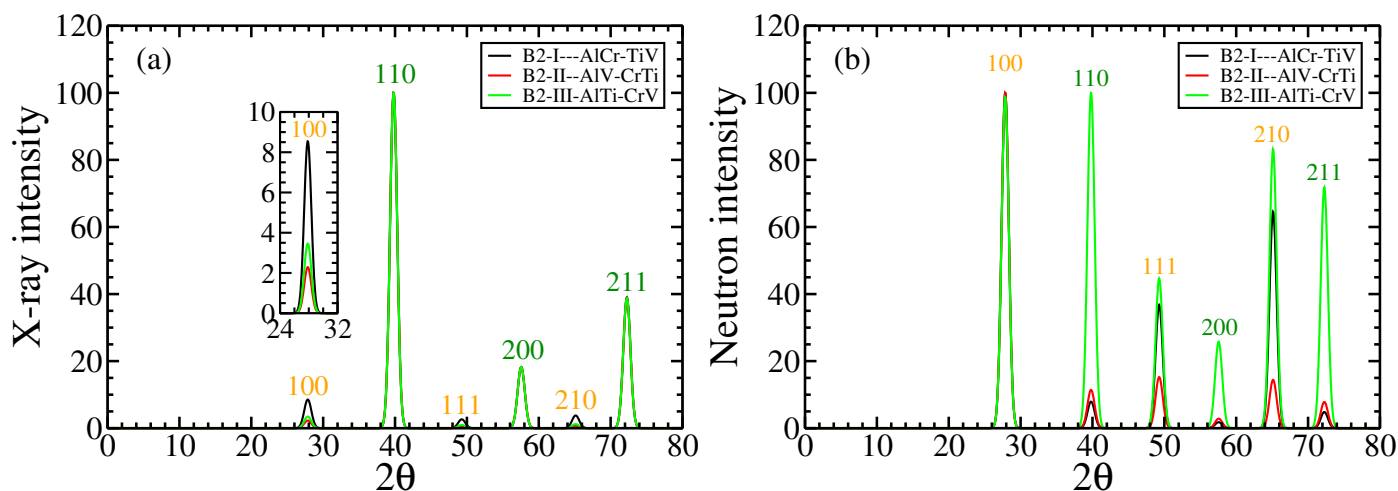 (a)
B2-I---AlCr-TiV
B2-II--AlV-CrTi
B2-III-AlTi-CrV
X-ray intensity
120
100
80
60
40
20
0
110
10
8
6
4
2
0
100
24
32
100
111
200
210
211
0 10 20 30 40 50 60 70 80
2θ
(b)
B2-I---AlCr-TiV
B2-II--AlV-CrTi
B2-III-AlTi-CrV
Neutron intensity
120
100
80
60
40
20
0
100
110
111
200
210
211
0 10 20 30 40 50 60 70 80
2θ